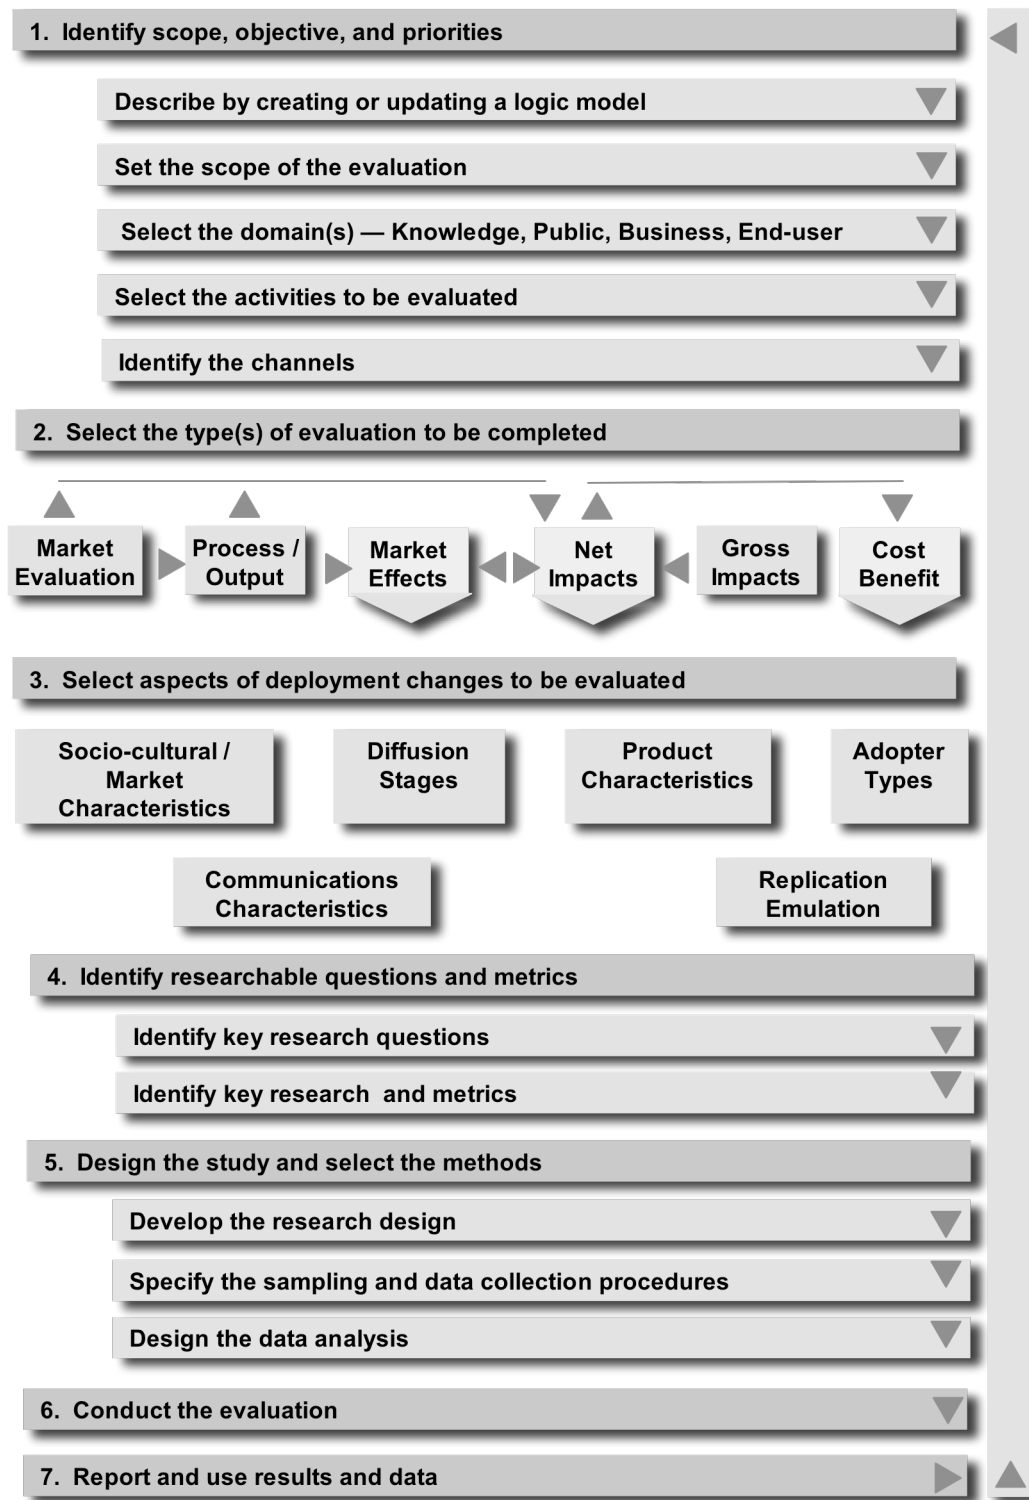 1. Identify scope, objective, and priorities
Describe by creating or updating a logic model
Set the scope of the evaluation
Select the domain(s) — Knowledge, Public, Business, End-user
Select the activities to be evaluated
Identify the channels
2. Select the type(s) of evaluation to be completed
Market
Evaluation
Process /
Output
Market
Effects
Net
Impacts
Gross
Impacts
Cost
Benefit
3. Select aspects of deployment changes to be evaluated
Socio-cultural /
Market
Characteristics
Diffusion
Stages
Product
Characteristics
Adopter
Types
Communications
Characteristics
Replication
Emulation
4. Identify researchable questions and metrics
Identify key research questions
Identify key research and metrics
5. Design the study and select the methods
Develop the research design
Specify the sampling and data collection procedures
Design the data analysis
6. Conduct the evaluation
7. Report and use results and data